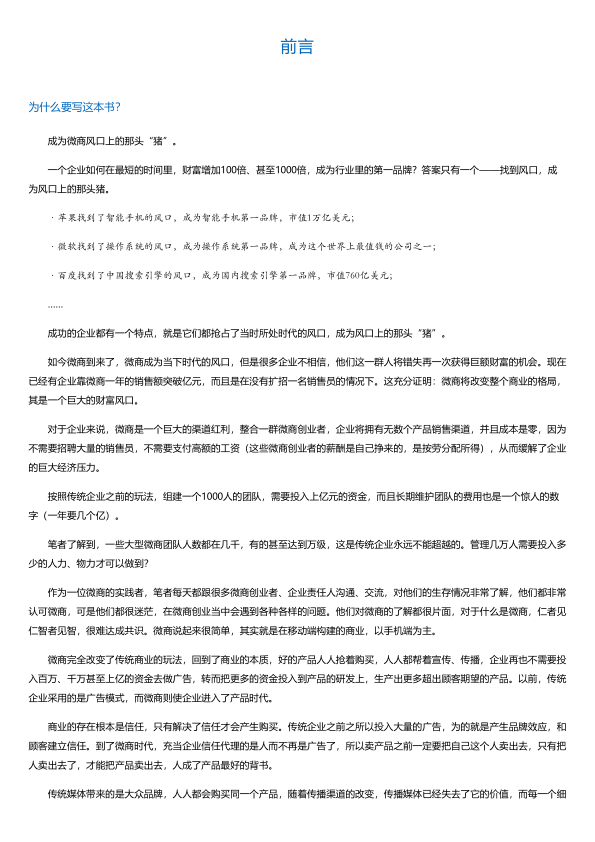 前言
为什么要写这本书?
成为微商风口上的那头“猪”。
一个企业如何在最短的时间里，财富增加100倍、甚至1000倍，成为行业里的第一品牌？答案只有一个——找到风口，成
为风口上的那头猪。
·苹果找到了智能手机的风口，成为智能手机第一品牌，市值1万亿美元；
·微软找到了操作系统的风口，成为操作系统第一品牌，成为这个世界上最值钱的公司之一；
·百度找到了中国搜索引擎的风口，成为国内搜索引擎第一品牌，市值760亿美元；
......
成功的企业都有一个特点，就是它们都抢占了当时所处时代的风口，成为风口上的那头“猪”。
如今微商到来了，微商成为当下时代的风口，但是很多企业不相信，他们这一群人将错失再一次获得巨额财富的机会。现在
已经有企业靠微商一年的销售额突破亿元，而且是在没有扩招一名销售员的情况下。这充分证明：微商将改变整个商业的格局，
其是一个巨大的财富风口。
对于企业来说，微商是一个巨大的渠道红利，整合一群微商创业者，企业将拥有无数个产品销售渠道，并且成本是零，因为
不需要招聘大量的销售员，不需要支付高额的工资（这些微商创业者的薪酬是自己挣来的，是按劳分配所得），从而缓解了企业
的巨大经济压力。
按照传统企业之前的玩法，组建一个1000人的团队，需要投入上亿元的资金，而且长期维护团队的费用也是一个惊人的数
字（一年要几个亿）。
笔者了解到，一些大型微商团队人数都在几千，有的甚至达到万级，这是传统企业永远不能超越的。管理几万人需要投入多
少的人力、物力才可以做到？
作为一位微商的实践者，笔者每天都跟很多微商创业者、企业责任人沟通、交流，对他们的生存情况非常了解，他们都非常
认可微商，可是他们都很迷茫，在微商创业当中会遇到各种各样的问题。他们对微商的了解都很片面，对于什么是微商，仁者见
仁智者见智，很难达成共识。微商说起来很简单，其实就是在移动端构建的商业，以手机端为主。
微商完全改变了传统商业的玩法，回到了商业的本质，好的产品人人抢着购买，人人都帮着宣传、传播，企业再也不需要投
入百万、千万甚至上亿的资金去做广告，转而把更多的资金投入到产品的研发上，生产出更多超出顾客期望的产品。以前，传统
企业采用的是广告模式，而微商则使企业进入了产品时代。
商业的存在根本是信任，只有解决了信任才会产生购买。传统企业之前之所以投入大量的广告，为的就是产生品牌效应，和
顾客建立信任。到了微商时代，充当企业信任代理的是人而不再是广告了，所以卖产品之前一定要把自己这个人卖出去，只有把
人卖出去了，才能把产品卖出去，人成了产品最好的背书。
传统媒体带来的是大众品牌，人人都会购买同一个产品，随着传播渠道的改变，传播媒体已经失去了它的价值，而每一个细